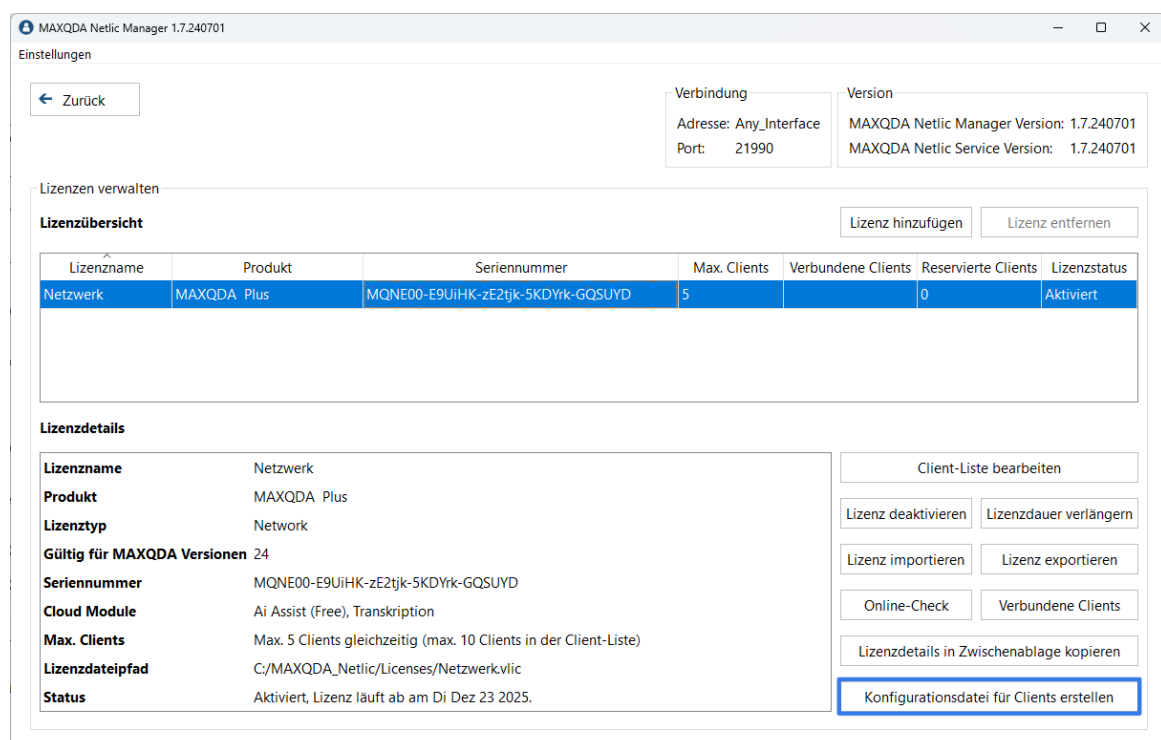 MAXQDA Netlic Manager 1.7.240701
Einstellungen
Zurück
Verbindung
Adresse: Any_Interface
Port: 21990
Version
MAXQDA Netlic Manager Version: 1.7.240701
MAXQDA Netlic Service Version: 1.7.240701
Lizenzen verwalten
Lizenzübersicht
Lizenz hinzufügen
Lizenz entfernen
Lizenzname Produkt Seriennummer Max. Clients Verbundene Clients Reservierte Clients Lizenzstatus
Netzwerk MAXQDA Plus MQNE00-E9UiHK-zE2tjk-5KDYrk-GQSUYD 5 0 Aktiviert
Lizenzdetails
Lizenzname Netzwerk
Produkt MAXQDA Plus
Lizenztyp Network
Gültig für MAXQDA Versionen 24
Seriennummer MQNE00-E9UiHK-zE2tjk-5KDYrk-GQSUYD
Cloud Module Ai Assist (Free), Transkription
Max. Clients Max. 5 Clients gleichzeitig (max. 10 Clients in der Client-Liste)
Lizenzdateipfad C:/MAXQDA_Netlic/Licenses/Netzwerk.vlic
Status Aktiviert, Lizenz läuft ab am Di Dez 23 2025.
Client-Liste bearbeiten
Lizenz deaktivieren Lizenzdauer verlängern
Lizenz importieren Lizenz exportieren
Online-Check Verbundene Clients
Lizenzdetails in Zwischenablage kopieren
Konfigurationsdatei für Clients erstellen